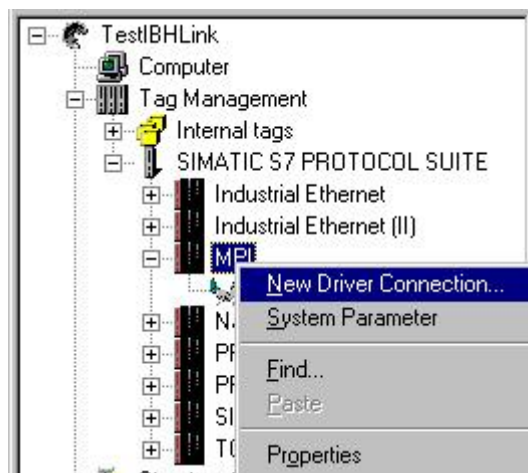 TestIBHLink
Computer
Tag Management
Internal tags
SIMATIC S7 PROTOCOL SUITE
Industrial Ethernet
Industrial Ethernet (II)
MPI
New Driver Connection...
System Parameter
Find...
Paste
Properties